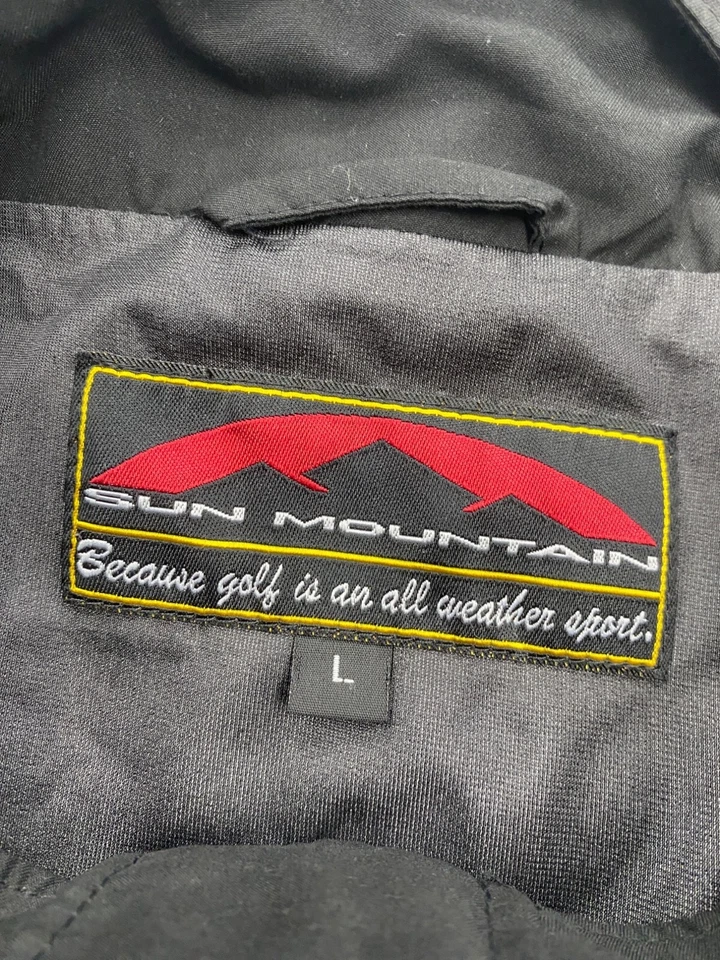 SUN MOUNTAIN
Because golf is an all weather sport.
L